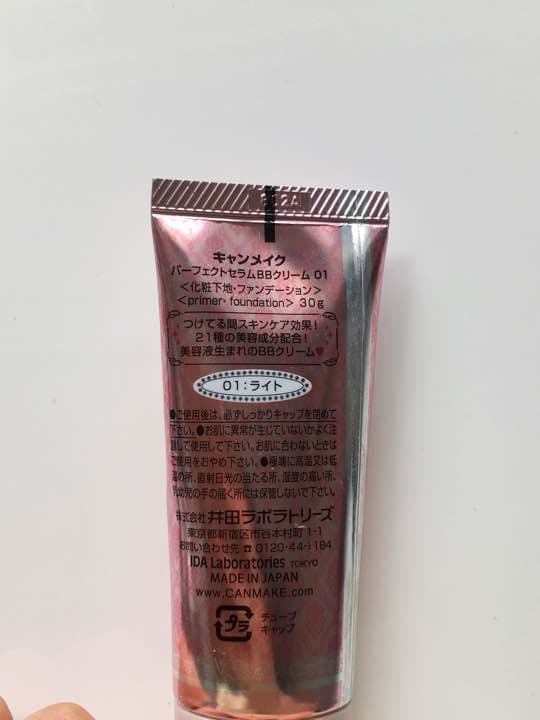 キャンメイク
パーフェクトセラムBBクリーム 01
＜化粧下地･ファンデーション＞
＜primer･foundation＞ 30g
つけてる間スキンケア効果!
21種の美容成分配合!
美容液生まれのBBクリーム♥
01：ライト
●ご使用後は、必ずしっかりキャップを閉めて
下さい。●お肌に異常が生じていないかよく注
意して使用して下さい。お肌に合わないときは
ご使用をおやめ下さい。●極端に高温又は低
温の所、直射日光の当たる所、湿度の高い所、
乳幼児の手の届く所には保管しないで下さい。
株式会社 井田ラボラトリーズ
東京都新宿区市谷本村町 1-1
お問い合わせ先 ☎ 0120-44-1184
IDA Laboratories TOKYO
MADE IN JAPAN
www.CANMAKE.com
プラ チューブ
キャップ